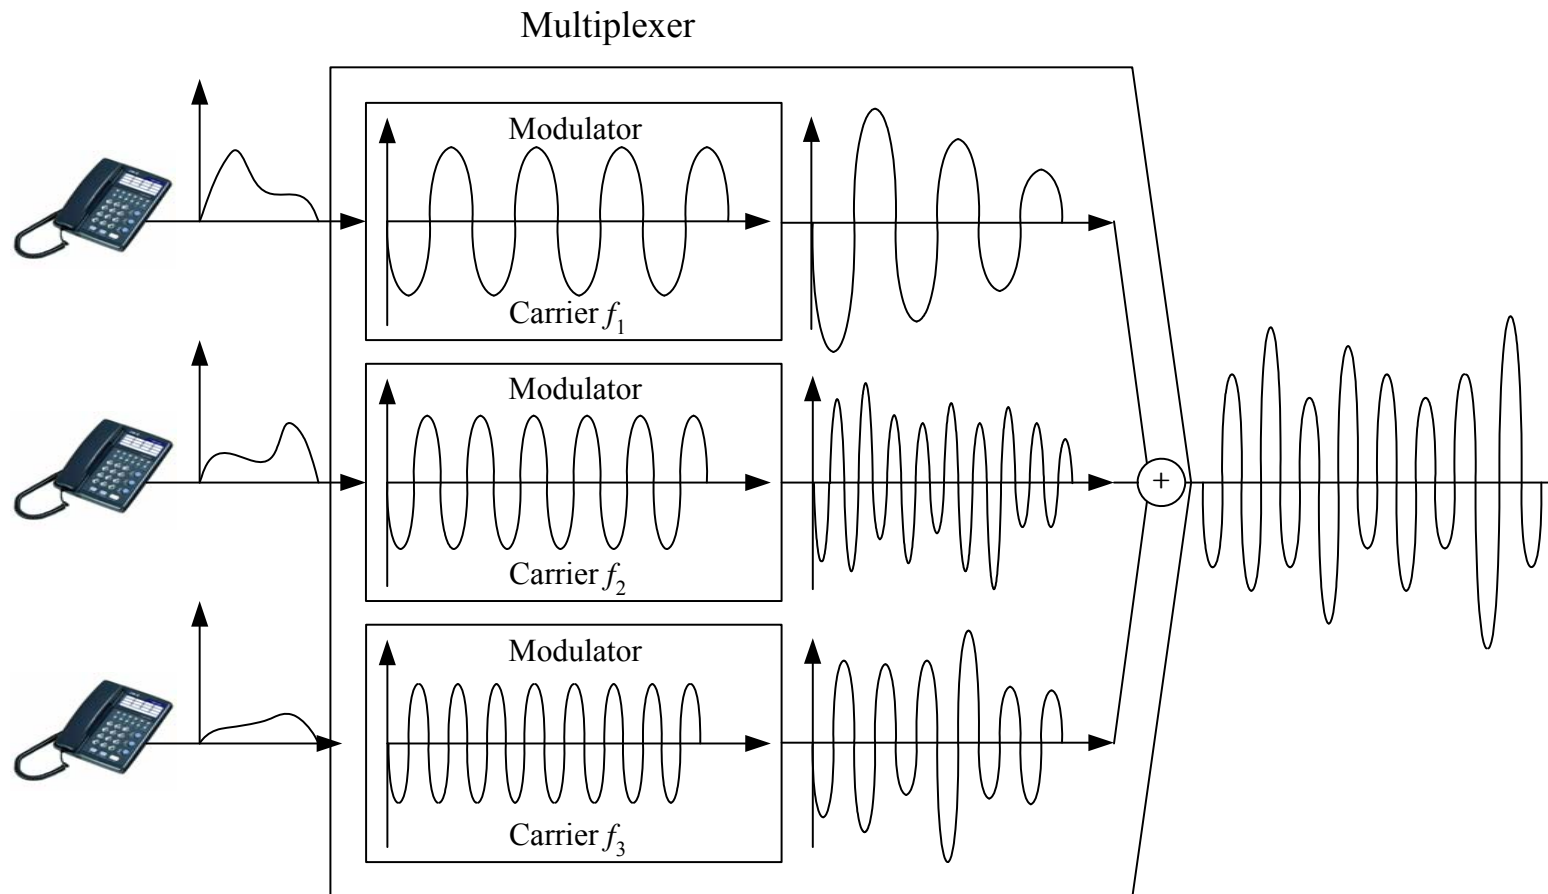 Multiplexer
Modulator
Carrier f1
Modulator
Carrier f2
+
Modulator
Carrier f3